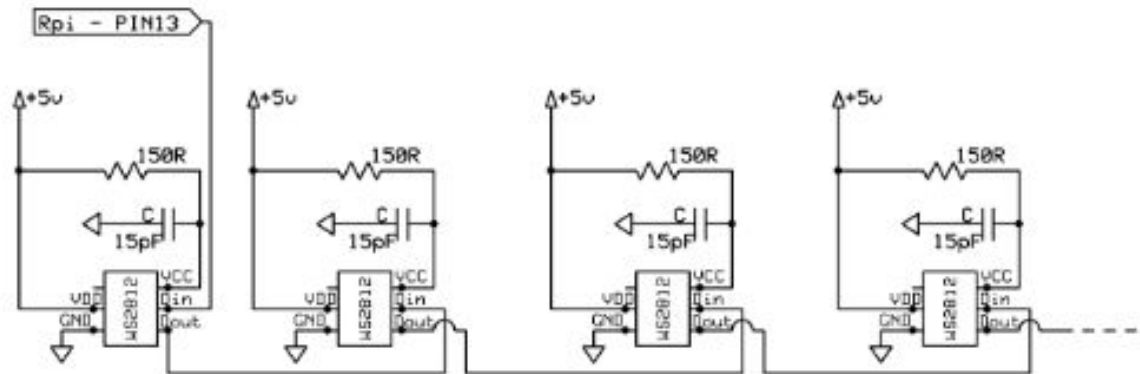 Rpi - PIN13
+5v
+5v
+5v
+5v
150R
150R
150R
150R
C
C
C
C
15pF
15pF
15pF
15pF
VCC
VCC
VCC
VCC
VDD
WS2812
Din
VDD
WS2812
Din
VDD
WS2812
Din
VDD
WS2812
Din
GND
Dout
GND
Dout
GND
Dout
GND
Dout